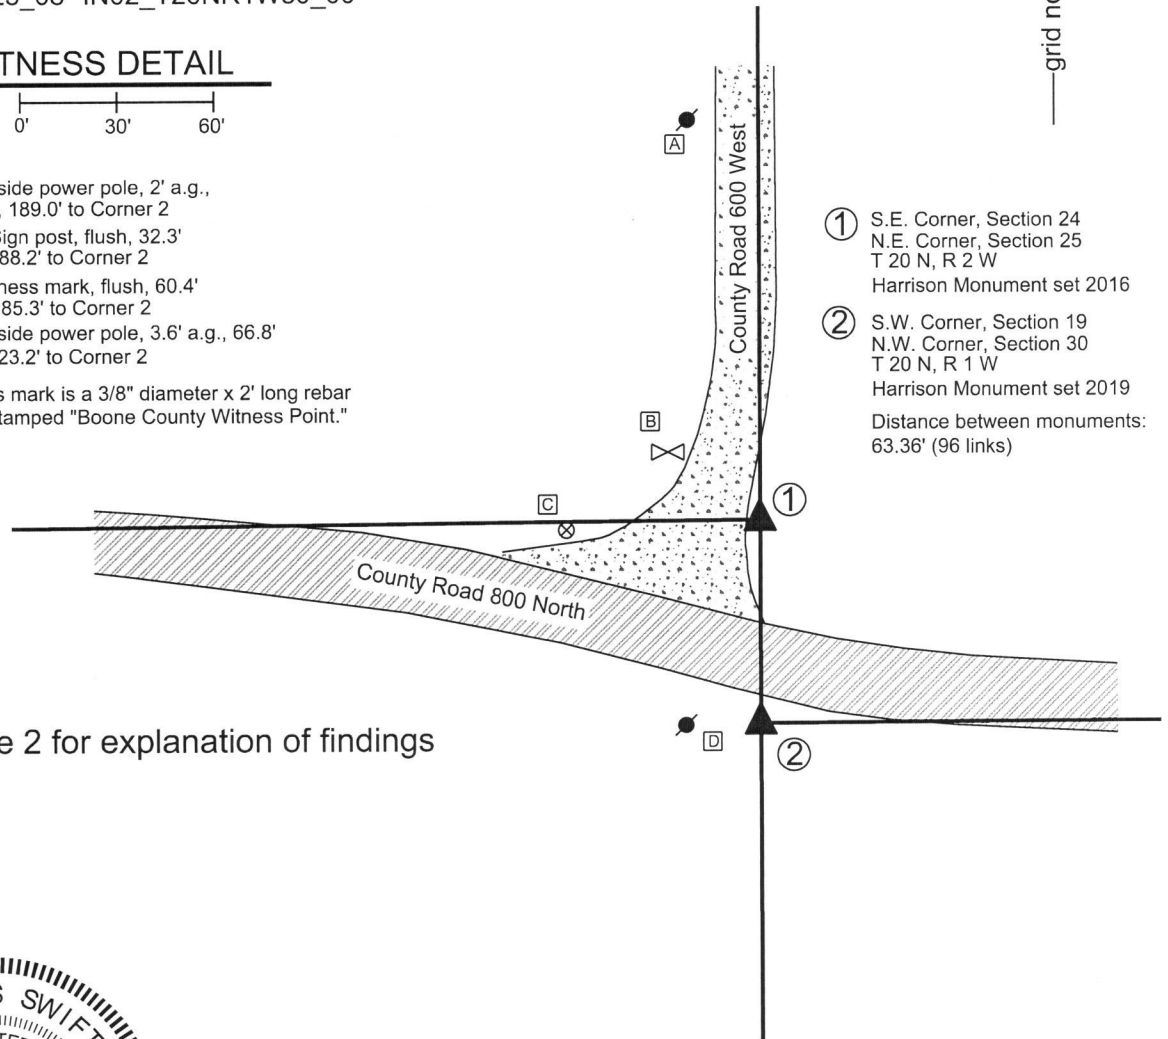 TNESS DETAIL
0' 30' 60'
side power pole, 2' a.g.,
, 189.0' to Corner 2
ign post, flush, 32.3'
88.2' to Corner 2
ness mark, flush, 60.4'
85.3' to Corner 2
side power pole, 3.6' a.g., 66.8'
23.2' to Corner 2
s mark is a 3/8" diameter x 2' long rebar
tamped "Boone County Witness Point."
A
County Road 600 West
grid
1 S.E. Corner, Section 24
N.E. Corner, Section 25
T 20 N, R 2 W
Harrison Monument set 2016
2 S.W. Corner, Section 19
N.W. Corner, Section 30
T 20 N, R 1 W
Harrison Monument set 2019
Distance between monuments:
63.36' (96 links)
B
C
1
County Road 800 North
D
2
e 2 for explanation of findings
S SWIFT